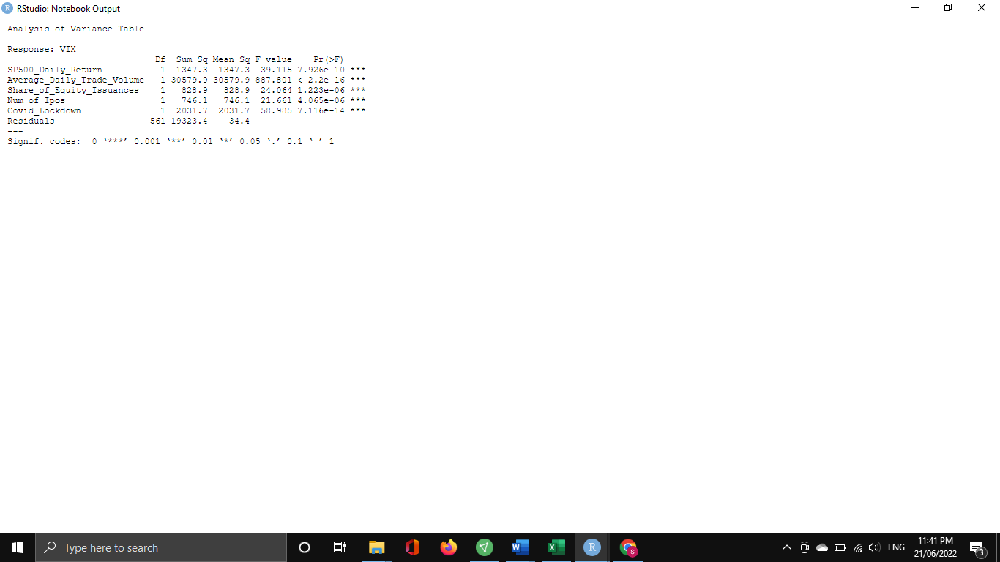 RStudio: Notebook Output
Analysis of Variance Table
Response: VIX
Df Sum Sq Mean Sq F value Pr(>F)
SP500_Daily_Return 1 1347.3 1347.3 39.115 7.926e-10 ***
Average_Daily_Trade_Volume 1 30579.9 30579.9 887.801 < 2.2e-16 ***
Share_of_Equity_Issuances 1 828.9 828.9 24.064 1.223e-06 ***
Num_of_Ipos 1 746.1 746.1 21.661 4.065e-06 ***
Covid_Lockdown 1 2031.7 2031.7 58.985 7.116e-14 ***
Residuals 561 19323.4 34.4
---
Signif. codes: 0 ‘***’ 0.001 ‘**’ 0.01 ‘*’ 0.05 ‘.’ 0.1 ‘ ’ 1
Type here to search
ENG
11:41 PM
21/06/2022
3